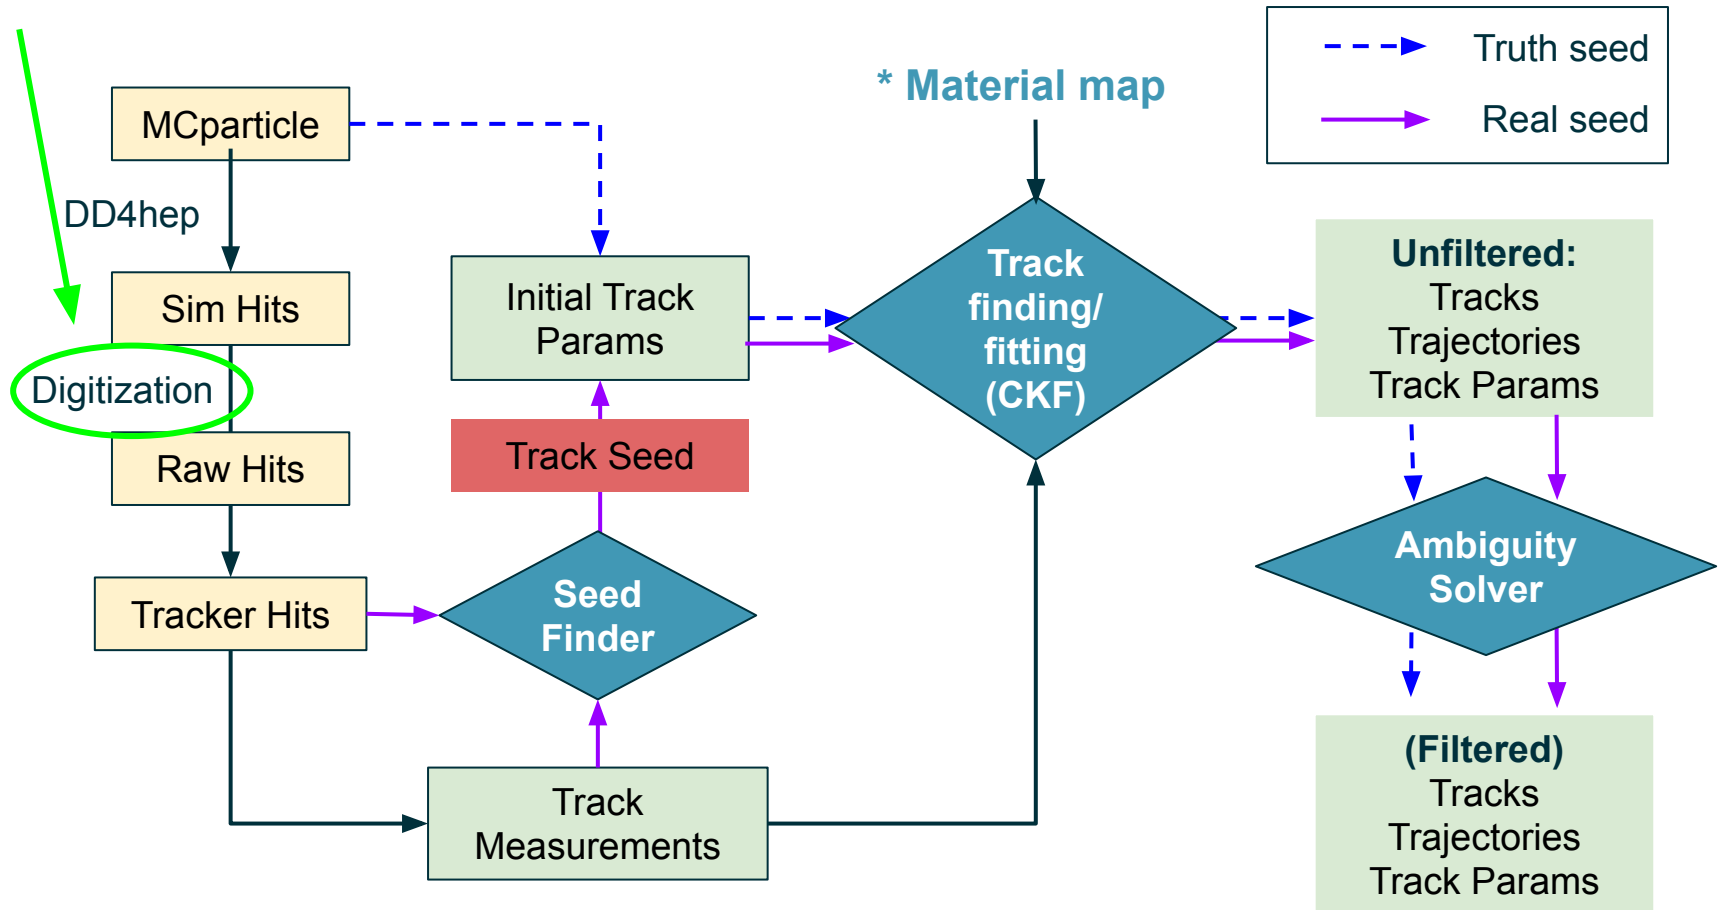 Truth seed
Real seed
* Material map
MCparticle
DD4hep
Sim Hits
Digitization
Raw Hits
Tracker Hits
Initial Track
Params
Track Seed
Seed
Finder
Track
Measurements
Track
finding/
fitting
(CKF)
Unfiltered:
Tracks
Trajectories
Track Params
Ambiguity
Solver
(Filtered)
Tracks
Trajectories
Track Params